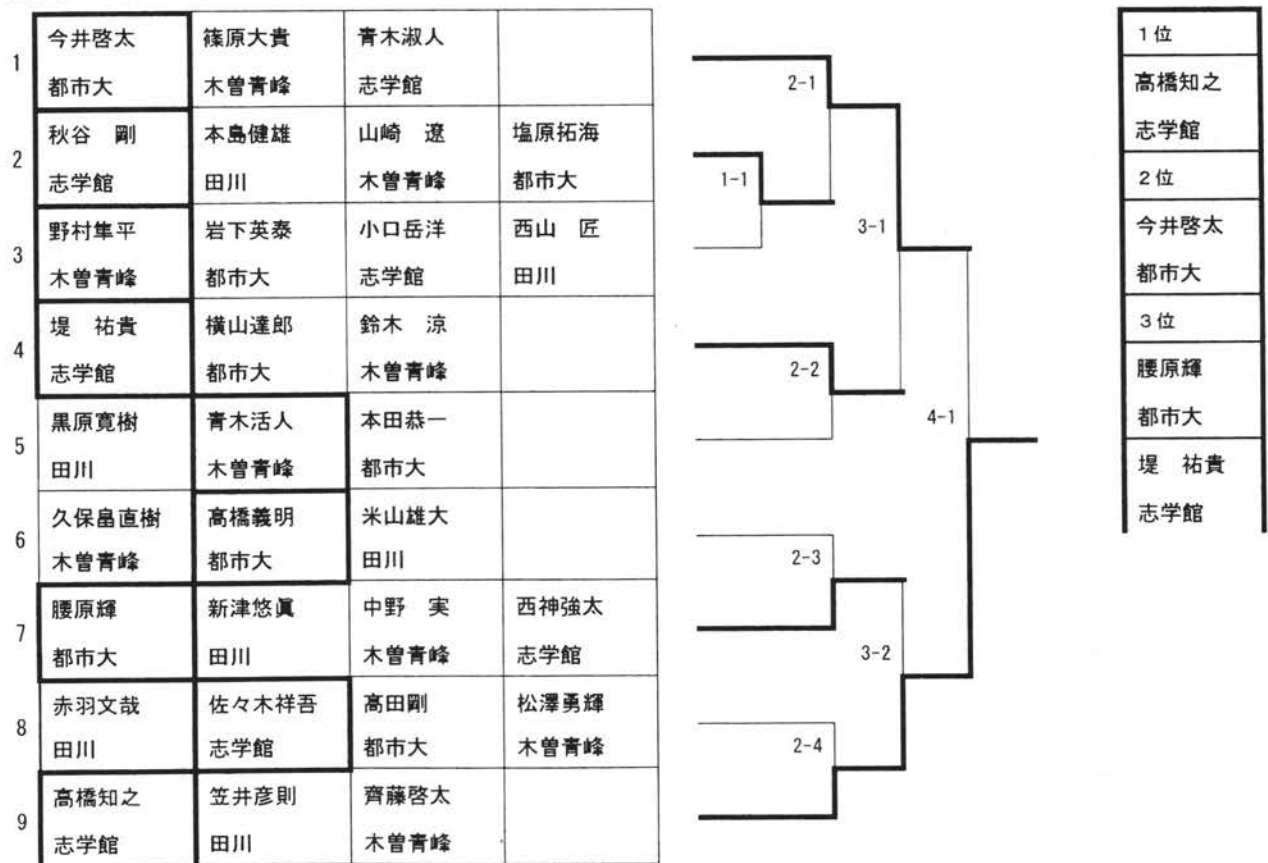 1
今井啓太 篠原大貴 青木淑人
都市大 木曽青峰 志学館
2
秋谷 剛 本島健雄 山崎 遼 塩原拓海
志学館 田川 木曽青峰 都市大
3
野村隼平 岩下英泰 小口岳洋 西山 匠
木曽青峰 都市大 志学館 田川
4
堤 祐貴 横山達郎 鈴木 涼
志学館 都市大 木曽青峰
5
黒原寛樹 青木活人 本田恭一
田川 木曽青峰 都市大
6
久保畠直樹 高橋義明 米山雄大
木曽青峰 都市大 田川
7
腰原輝 新津悠眞 中野 実 西神強太
都市大 田川 木曽青峰 志学館
8
赤羽文哉 佐々木祥吾 高田剛 松澤勇輝
田川 志学館 都市大 木曽青峰
9
高橋知之 笠井彦則 齊藤啓太
志学館 田川 木曽青峰
2-1
1-1
3-1
2-2
4-1
2-3
3-2
2-4
1位
高橋知之
志学館
2位
今井啓太
都市大
3位
腰原輝
都市大
堤 祐貴
志学館